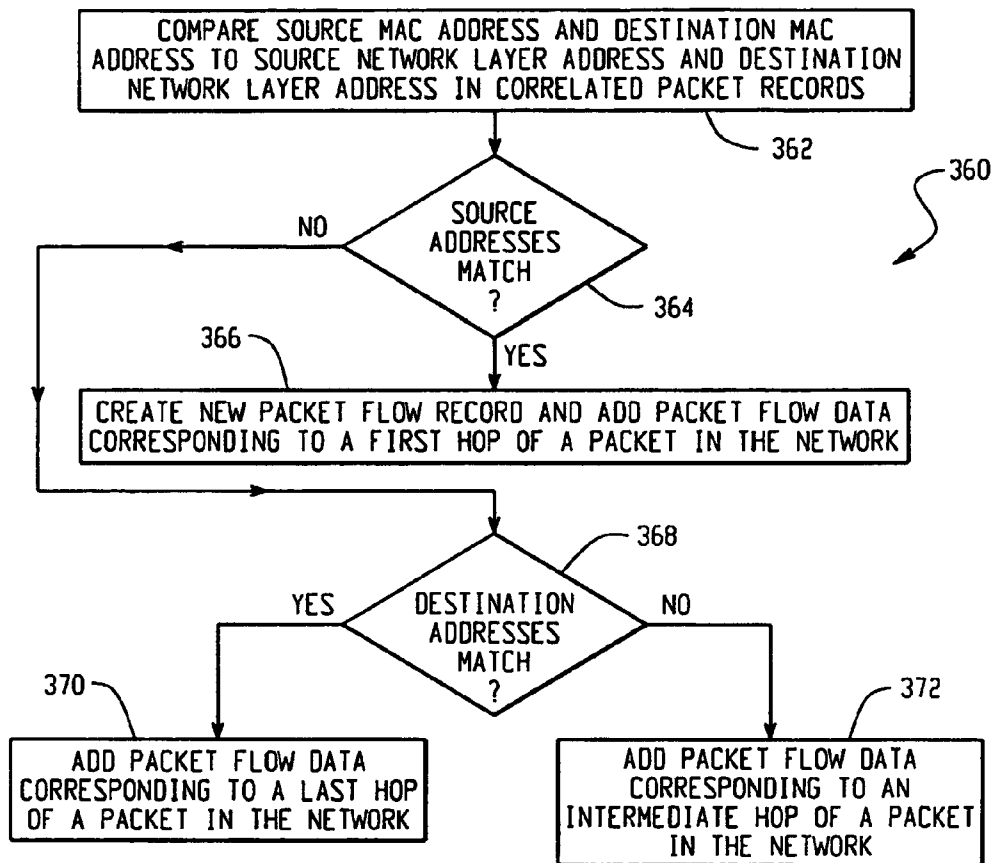 COMPARE SOURCE MAC ADDRESS AND DESTINATION MAC
ADDRESS TO SOURCE NETWORK LAYER ADDRESS AND DESTINATION
NETWORK LAYER ADDRESS IN CORRELATED PACKET RECORDS
362
360
NO
SOURCE
ADDRESSES
MATCH
?
364
366
YES
CREATE NEW PACKET FLOW RECORD AND ADD PACKET FLOW DATA
CORRESPONDING TO A FIRST HOP OF A PACKET IN THE NETWORK
368
YES
DESTINATION
ADDRESSES
MATCH
?
NO
370
372
ADD PACKET FLOW DATA
CORRESPONDING TO A LAST HOP
OF A PACKET IN THE NETWORK
ADD PACKET FLOW DATA
CORRESPONDING TO AN
INTERMEDIATE HOP OF A PACKET
IN THE NETWORK